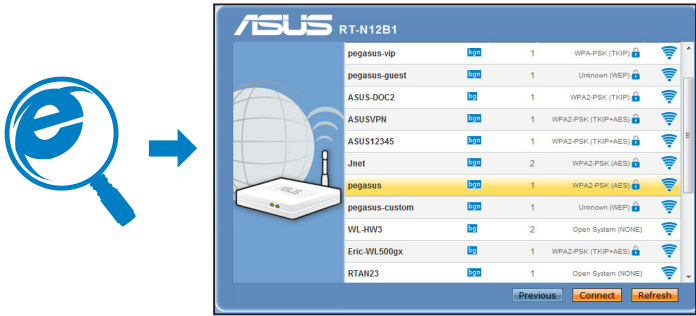 e
ASUS RT-N12B1
pegasus-vip bgn 1 WPA-PSK (TKIP)
pegasus-guest bgn 1 Unknown (WEP)
ASUS-DOC2 bg 1 WPA2-PSK (TKIP)
ASUSVPN bgn 1 WPA2-PSK (TKIP+AES)
ASUS12345 bgn 1 WPA2-PSK (TKIP+AES)
Jnet bgn 2 WPA2-PSK (AES)
pegasus bgn 1 WPA2-PSK (AES)
pegasus-custom bgn 1 Unknown (WEP)
WL-HW3 bg 2 Open System (NONE)
Eric-WL500gx bg 1 WPA2-PSK (TKIP+AES)
RTAN23 bgn 1 Open System (NONE)
ASUS
Previous Connect Refresh